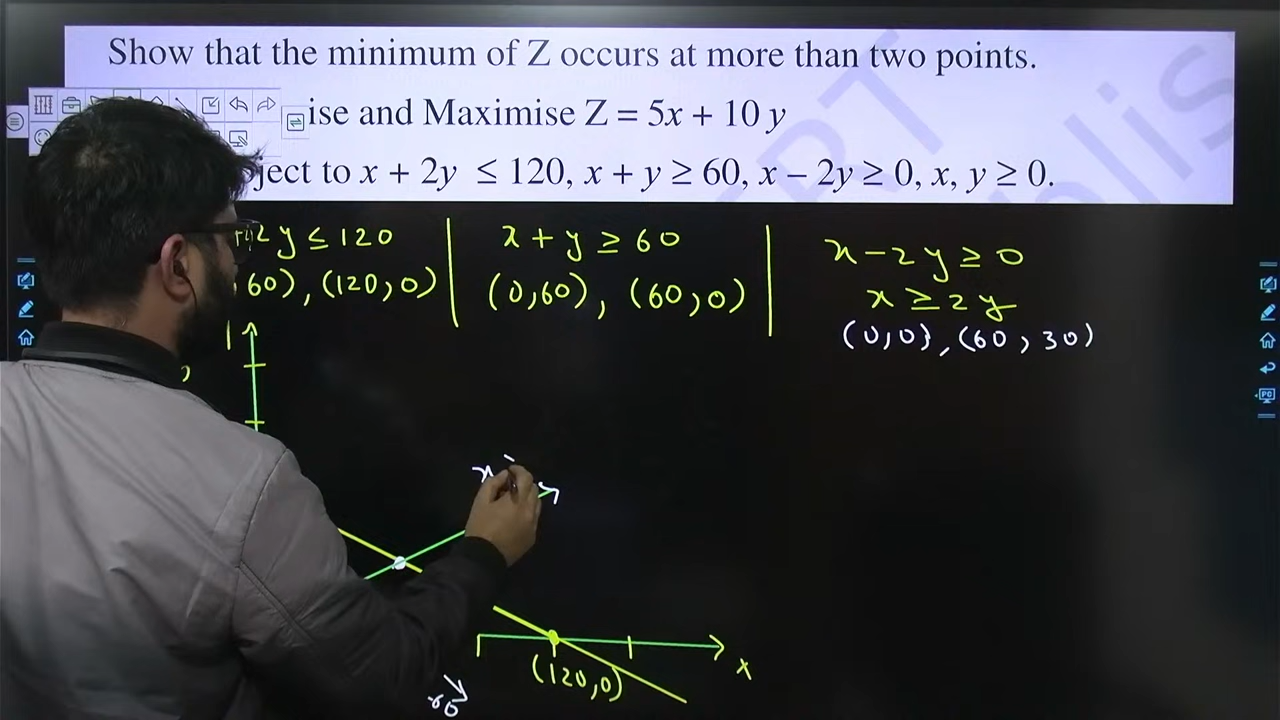 Show that the minimum of Z occurs at more than two points.
ise and Maximise Z = 5x + 10 y
ject to x + 2y ≤ 120, x + y ≥ 60, x – 2y ≥ 0, x, y ≥ 0.
2y ≤ 120
60), (120,0)
x + y ≥ 60
(0,60), (60,0)
x - 2y ≥ 0
x ≥ 2y
(0,0), (60, 30)
x
(120,0)
x
60